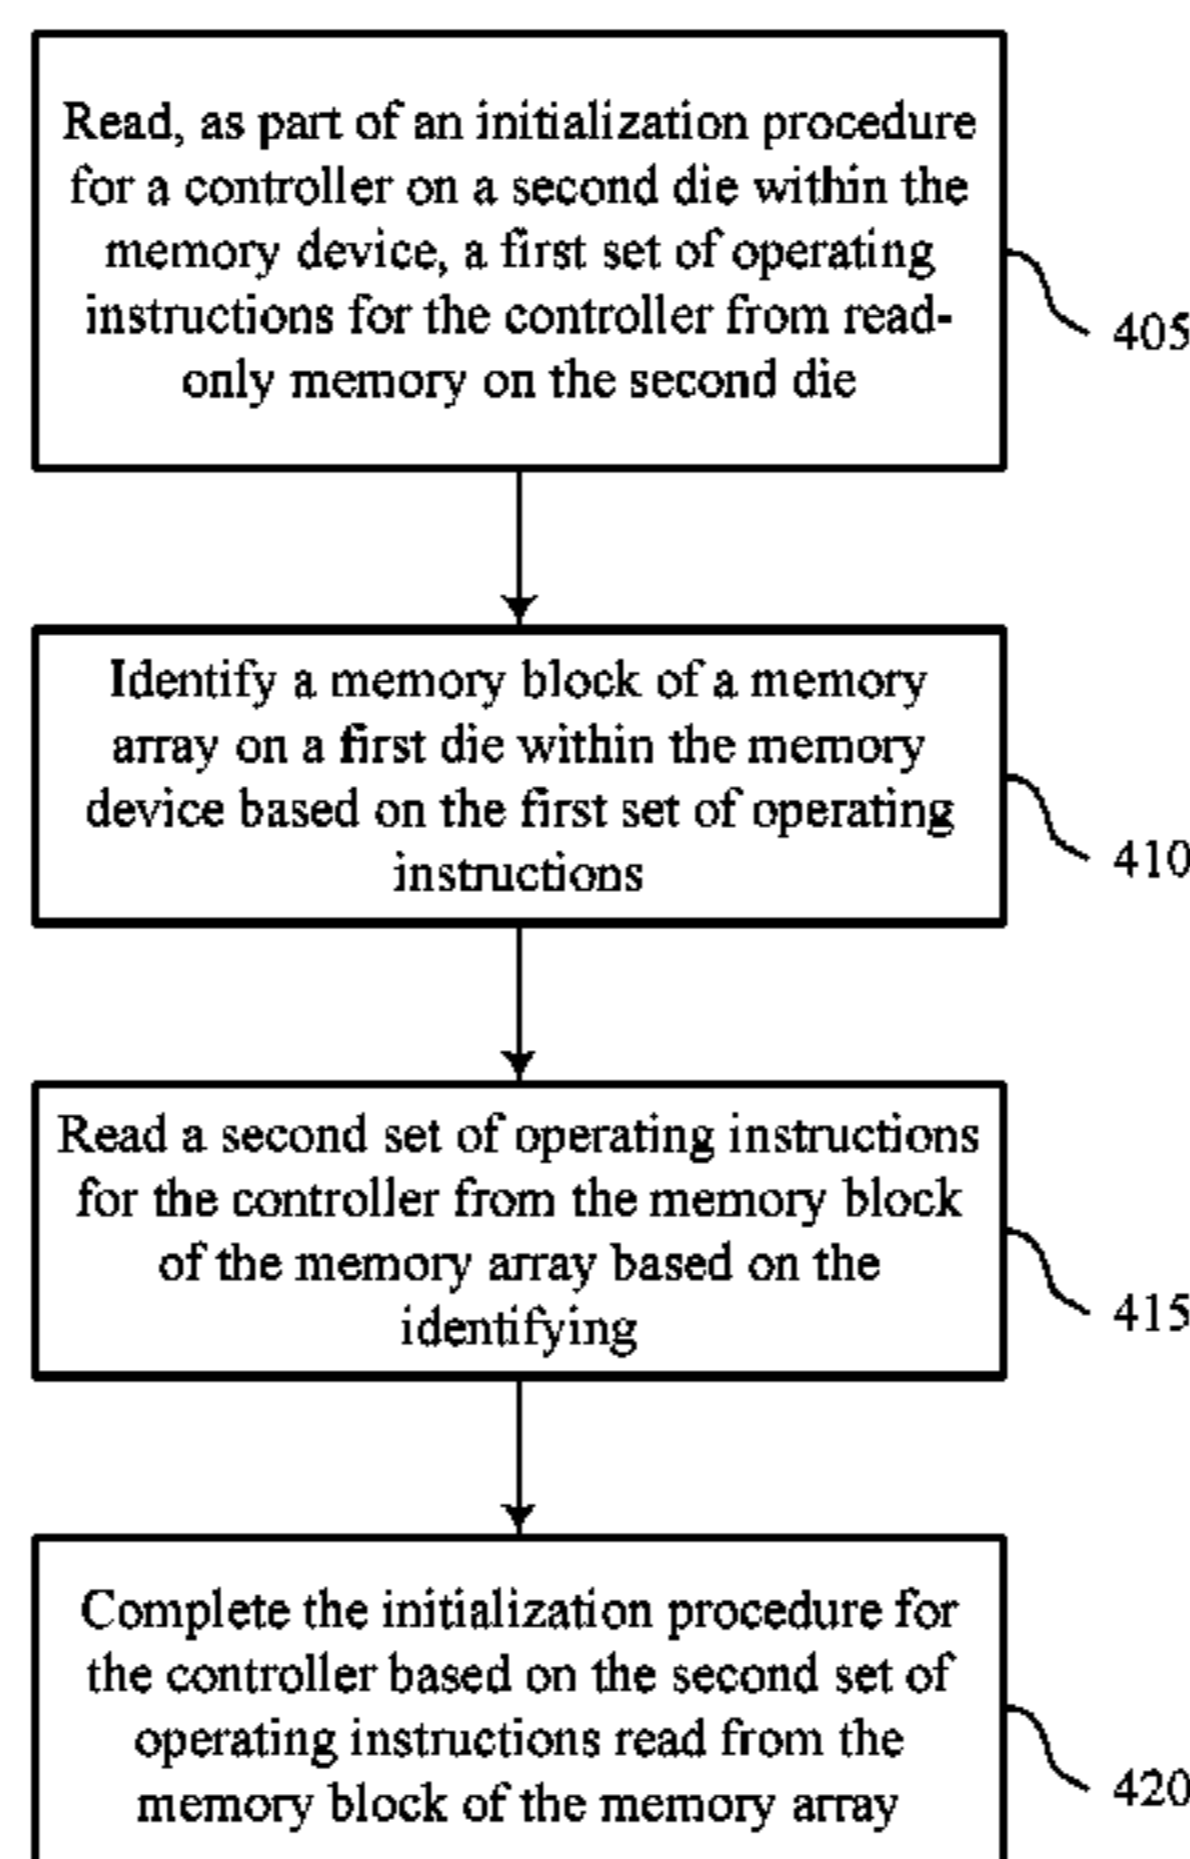 Read, as part of an initialization procedure
for a controller on a second die within the
memory device, a first set of operating
instructions for the controller from read-
only memory on the second die
405
Identify a memory block of a memory
array on a first die within the memory
device based on the first set of operating
instructions
410
Read a second set of operating instructions
for the controller from the memory block
of the memory array based on the
identifying
415
Complete the initialization procedure for
the controller based on the second set of
operating instructions read from the
memory block of the memory array
420